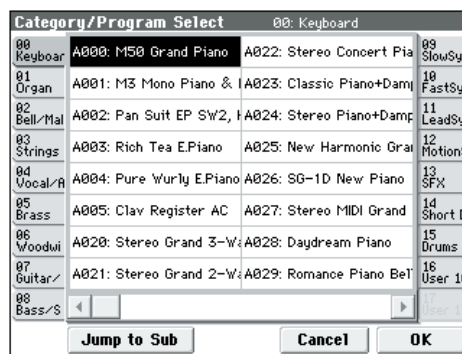 Category/Program Select 00: Keyboard
00 Keyboar
01 Organ
02 Bell/Mal
03 Strings
04 Vocal/A
05 Brass
06 Woodwi
07 Guitar/
08 Bass/S
A000: M50 Grand Piano
A001: M3 Mono Piano &
A002: Pan Suit EP SW2,
A003: Rich Tea E.Piano
A004: Pure Wurly E.Piano
A005: Clav Register AC
A020: Stereo Grand 3-Wa
A021: Stereo Grand 2-Wa
A022: Stereo Concert Pia
A023: Classic Piano+Damp
A024: Stereo Piano+Damp
A025: New Harmonic Gra
A026: SG-1D New Piano
A027: Stereo MIDI Grand
A028: Daydream Piano
A029: Romance Piano Bel
09 SlowSy
10 FastSy
11 LeadSy
12 Motion
13 SFX
14 Short
15 Drums
16 User 1
17 User 1
Jump to Sub Cancel OK